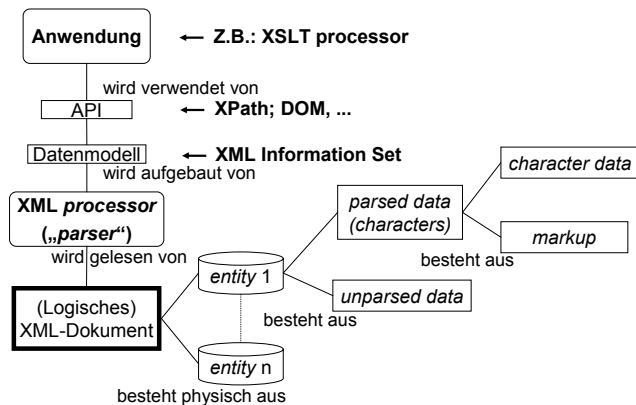 Anwendung
Z.B.: XSLT processor
wird verwendet von
API
XPath; DOM, ...
Datenmodell
XML Information Set
wird aufgebaut von
XML processor
(„parser“)
wird gelesen von
(Logisches)
XML-Dokument
entity 1
entity n
besteht physisch aus
parsed data
(characters)
unparsed data
besteht aus
character data
markup
besteht aus